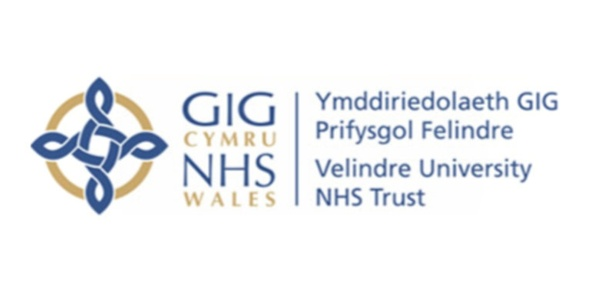 GIG
CYMRU
NHS
WALES
Ymddiriedolaeth GIG
Prifysgol Felindre
Velindre University
NHS Trust